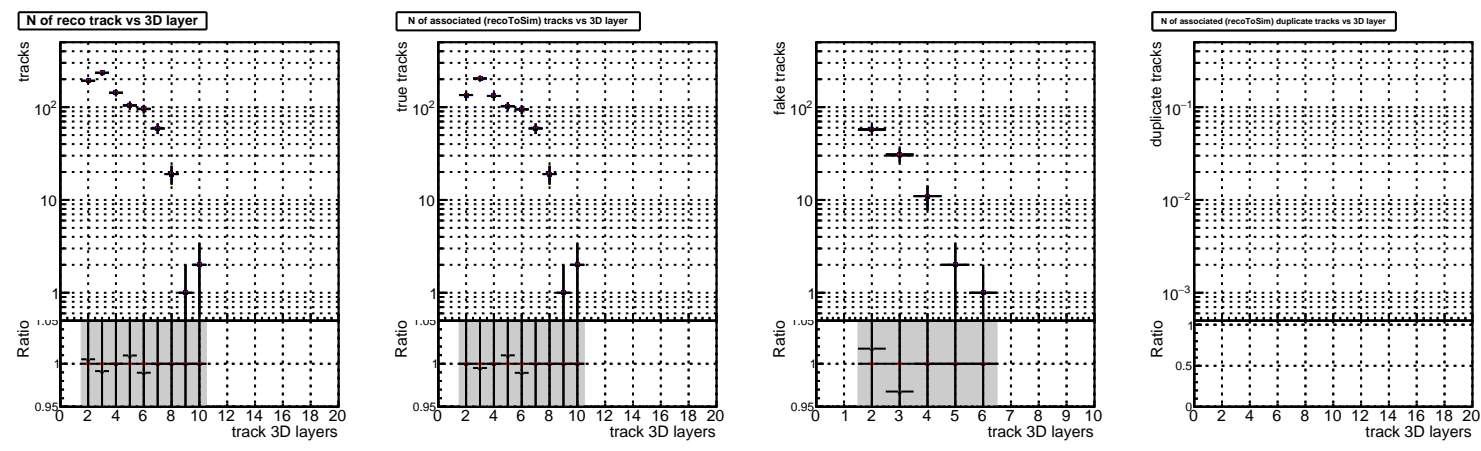 N of reco track vs 3D layer
tracks
10²
10
1
Ratio
1.05
1
0.95
0 2 4 6 8 10 12 14 16 18 20
track 3D layers
N of associated (recoToSim) tracks vs 3D layer
true tracks
10²
10
1
Ratio
1.05
1
0.95
0 2 4 6 8 10 12 14 16 18 20
track 3D layers
fake tracks
10²
10
1
Ratio
1.05
1
0.95
0 1 2 3 4 5 6 7 8 9 10
track 3D layers
N of associated (recoToSim) duplicate tracks vs 3D layer
duplicate tracks
10⁻¹
10⁻²
10⁻³
Ratio
1
0.5
0
0 2 4 6 8 10 12 14 16 18 20
track 3D layers